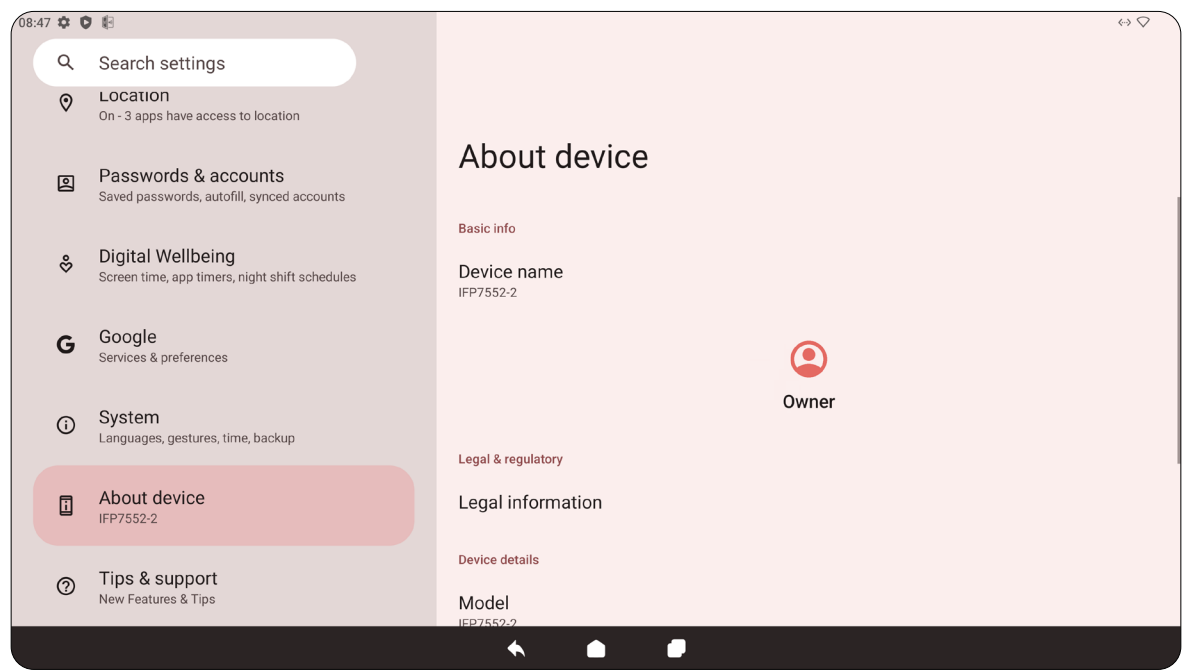 08:47
Search settings
Location
On - 3 apps have access to location
Passwords & accounts
Saved passwords, autofill, synced accounts
Digital Wellbeing
Screen time, app timers, night shift schedules
Google
Services & preferences
System
Languages, gestures, time, backup
About device
IFP7552-2
Tips & support
New Features & Tips
About device
Basic info
Device name
IFP7552-2
Owner
Legal & regulatory
Legal information
Device details
Model
IFP7552-2